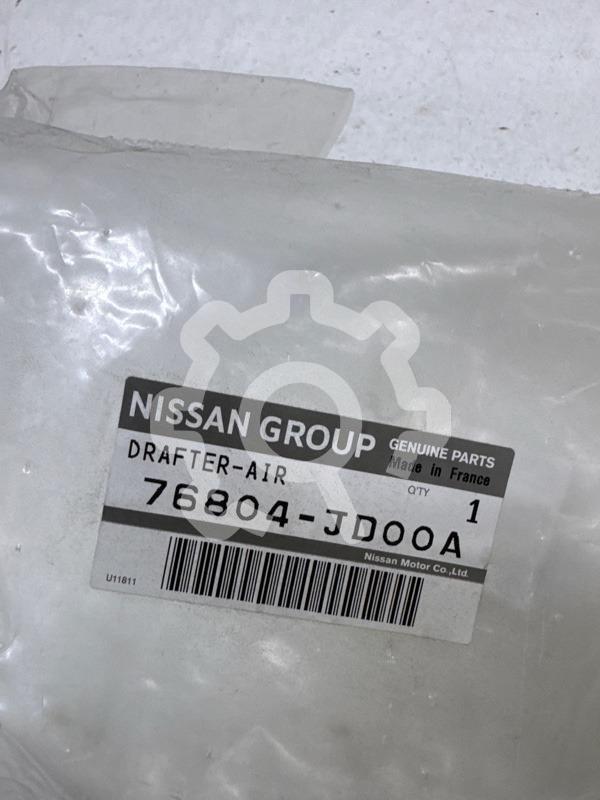 NISSAN GROUP GENUINE PARTS
DRAFTER-AIR Made in France
Q'TY 1
76804-JD00A
Nissan Motor Co.,Ltd.
U11811